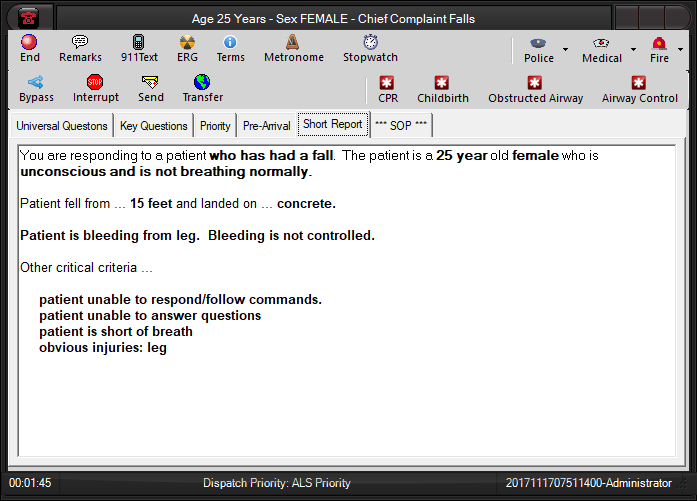 Age 25 Years - Sex FEMALE - Chief Complaint Falls
End Remarks 911Text ERG Terms Metronome Stopwatch Police Medical Fire
STOP
Bypass Interrupt Send Transfer CPR Childbirth Obstructed Airway Airway Control
Universal Questons Key Questions Priority Pre-Arrival Short Report *** SOP ***
You are responding to a patient who has had a fall. The patient is a 25 year old female who is
unconscious and is not breathing normally.
Patient fell from ... 15 feet and landed on ... concrete.
Patient is bleeding from leg. Bleeding is not controlled.
Other critical criteria ...
patient unable to respond/follow commands.
patient unable to answer questions
patient is short of breath
obvious injuries: leg
00:01:45 Dispatch Priority: ALS Priority 2017111707511400-Administrator